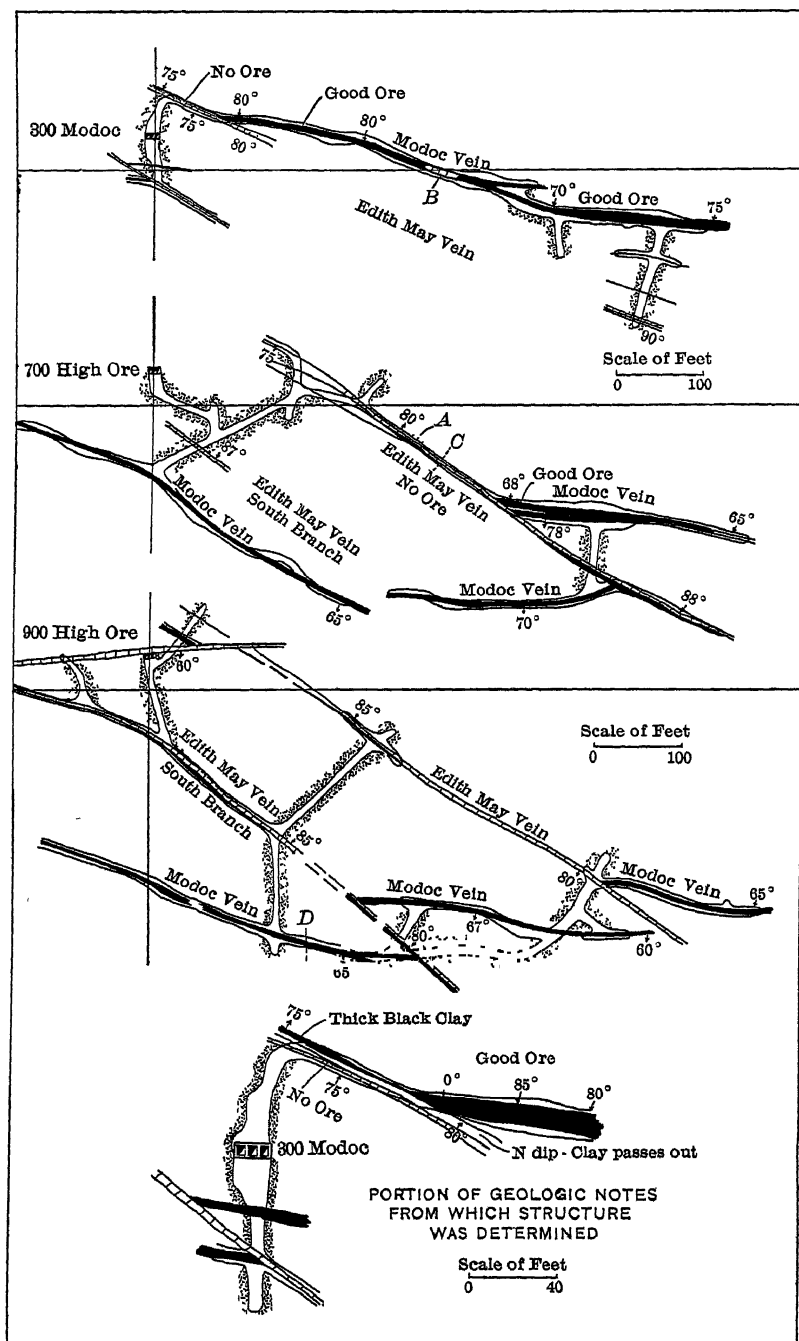 75°
No Ore
80°
Good Ore
300 Modoc
75°
80°
80°
Modoc Vein
B
Edith May Vein
70°
Good Ore
75°
90°
Scale of Feet
0 100
700 High Ore
75
80°
A
C
87°
Edith May Vein
No Ore
Edith May Vein
South Branch
Modoc Vein
68°
Good Ore
Modoc Vein
65°
78°
65°
Modoc Vein
70°
88°
900 High Ore
60°
85°
Scale of Feet
0 100
Edith May Vein
South Branch
Edith May Vein
85°
Modoc Vein
D
65
Modoc Vein
67°
80°
80
Modoc Vein
65°
60°
75°
Thick Black Clay
Good Ore
0°
85°
80°
No Ore
75°
80°
N dip - Clay passes out
300 Modoc
PORTION OF GEOLOGIC NOTES
FROM WHICH STRUCTURE
WAS DETERMINED
Scale of Feet
0 40